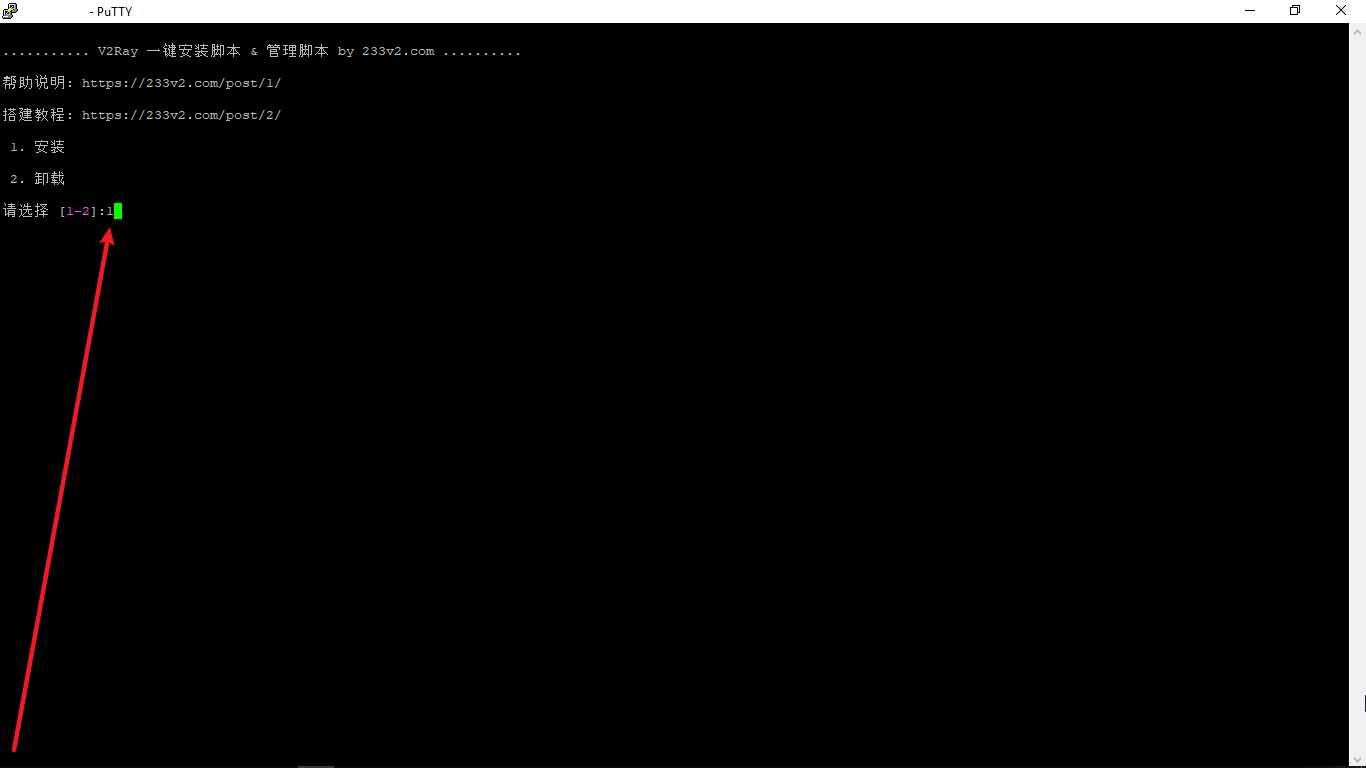 - PuTTY
........... V2Ray 一键安装脚本 & 管理脚本 by 233v2.com ..........
帮助说明: https://233v2.com/post/1/
搭建教程: https://233v2.com/post/2/
1. 安装
2. 卸载
请选择 [1-2]:1